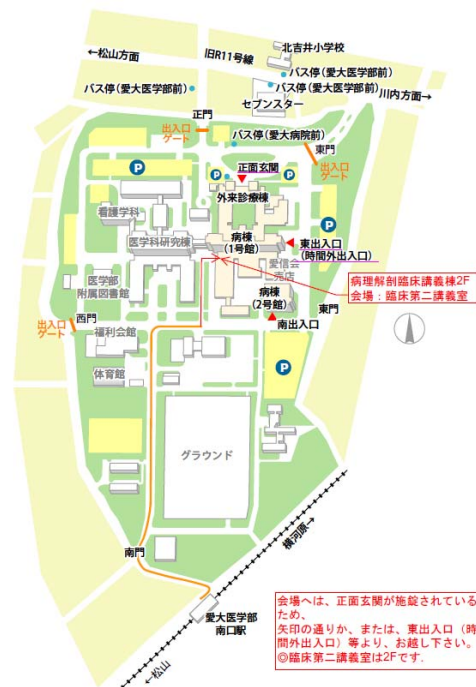 北吉井小学校
旧R11号線
←松山方面
バス停(愛大医学部前)
バス停(愛大医学部前)
バス停(愛大医学部前)
川内方面→
セブンスター
正門
出入口
ゲート
バス停(愛大病院前)
東門
出入口
ゲート
P
P
P
正面玄関
外来診療棟
P
看護学科
医学科研究棟
病棟
(1号館)
東出入口
(時間外出入口)
愛信会
売店
医学部
附属図書館
病理解剖臨床講義棟2F
会場:臨床第二講義室
病棟
(2号館)
東門
西門
出入口
ゲート
福利会館
南出入口
体育館
P
グラウンド
横河原→
南門
愛大医学部
南口駅
←松山
会場へは、正面玄関が施錠されている
ため、
矢印の通りか、または、東出入口(時
間外出入口)等より、お越し下さい。
◎臨床第二講義室は2Fです.